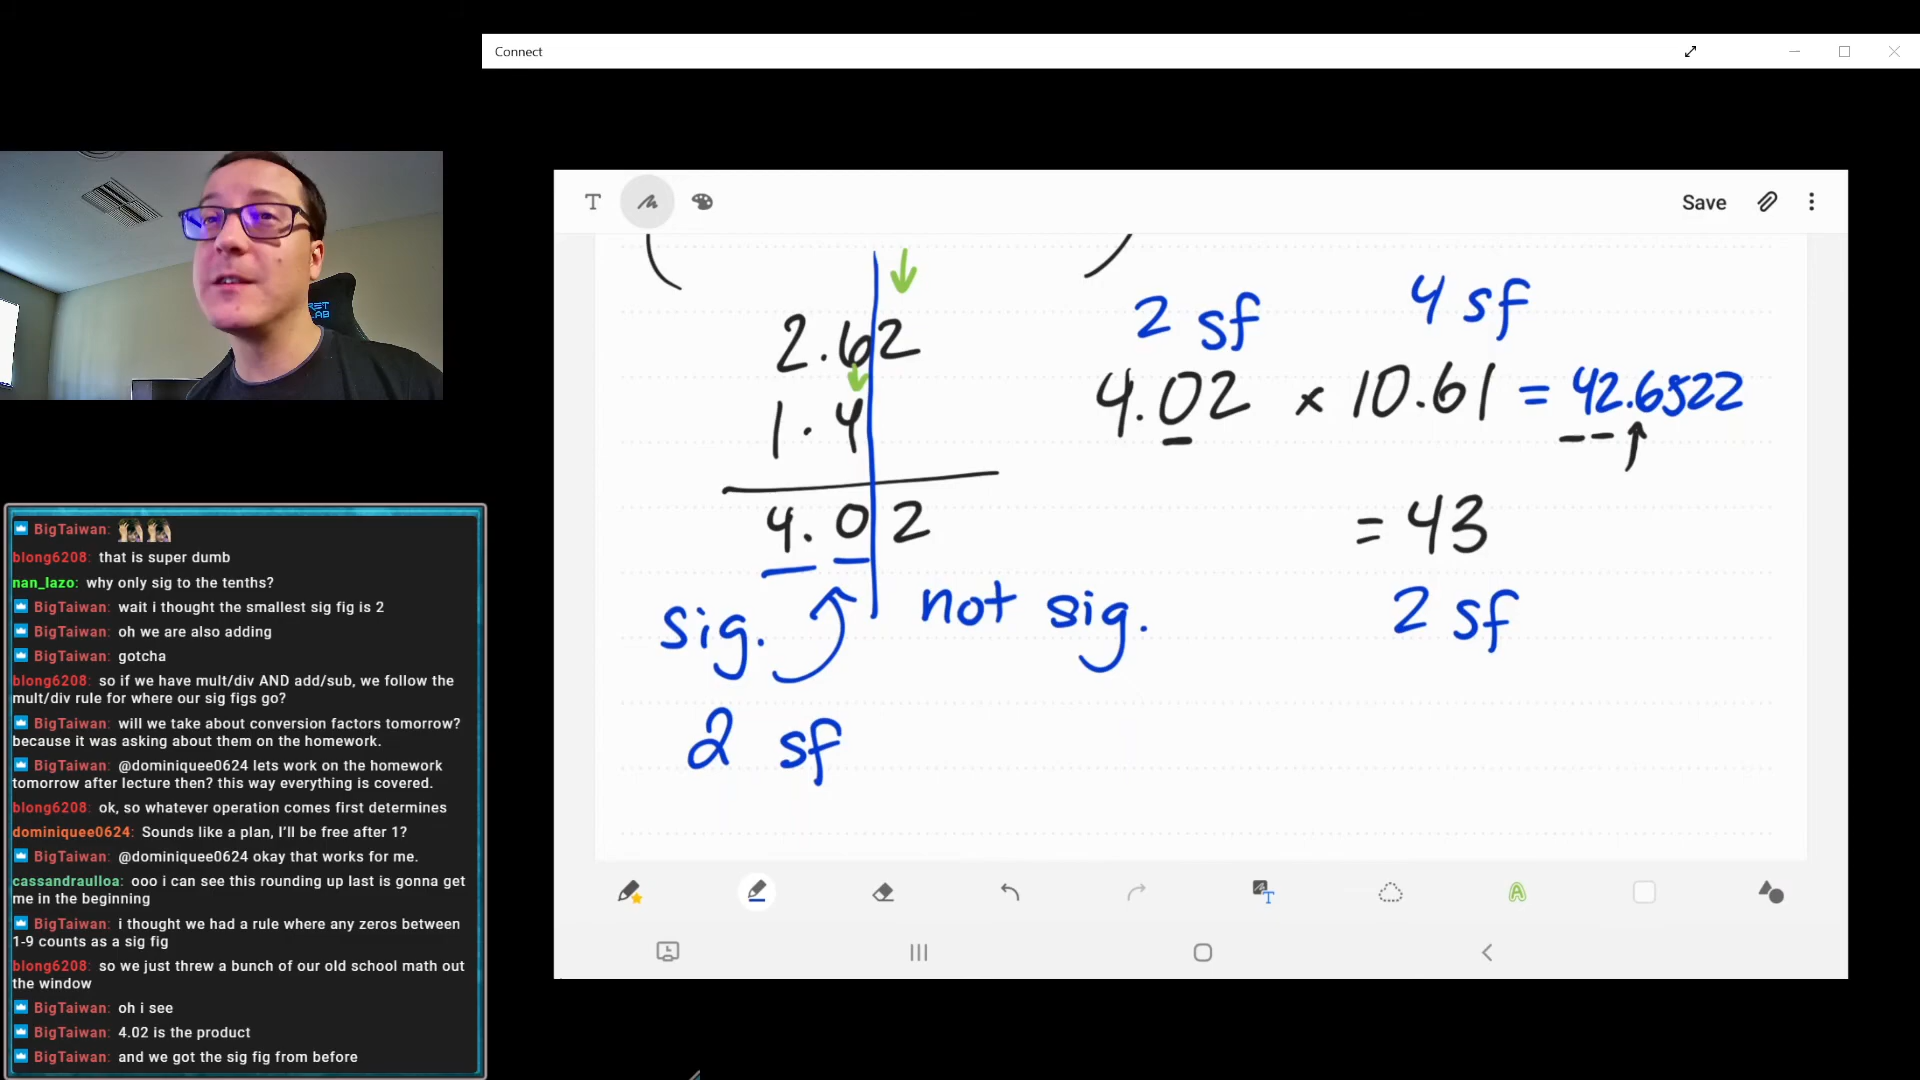 Connect
T
Save
2.62
1.4
4.02
sig.
not sig.
2 sf
2 sf
4 sf
4.02 × 10.61 = 42.6522
= 43
2 sf
T
A
BigTaiwan:
blong6208: that is super dumb
nan_lazo: why only sig to the tenths?
BigTaiwan: wait i thought the smallest sig fig is 2
BigTaiwan: oh we are also adding
BigTaiwan: gotcha
blong6208: so if we have mult/div AND add/sub, we follow the
mult/div rule for where our sig figs go?
BigTaiwan: will we take about conversion factors tomorrow?
because it was asking about them on the homework.
BigTaiwan: @dominiquee0624 lets work on the homework
tomorrow after lecture then? this way everything is covered.
blong6208: ok, so whatever operation comes first determines
dominiquee0624: Sounds like a plan, I'll be free after 1?
BigTaiwan: @dominiquee0624 okay that works for me.
cassandraulloa: ooo i can see this rounding up last is gonna get
me in the beginning
BigTaiwan: i thought we had a rule where any zeros between
1-9 counts as a sig fig
blong6208: so we just threw a bunch of our old school math out
the window
BigTaiwan: oh i see
BigTaiwan: 4.02 is the product
BigTaiwan: and we got the sig fig from before